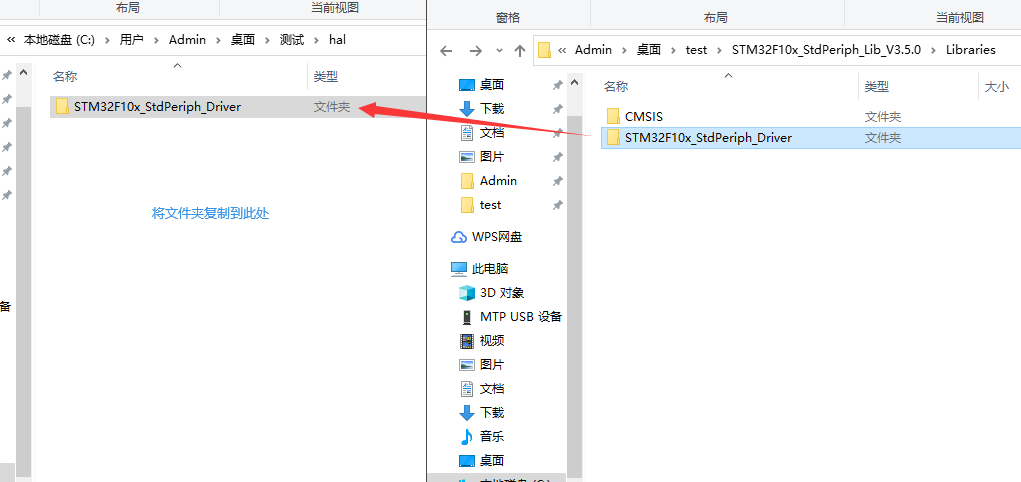 布局
当前视图
« 本地磁盘 (C:) › 用户 › Admin › 桌面 › 测试 › hal
名称
类型
STM32F10x_StdPeriph_Driver
文件夹
将文件夹复制到此处
备
窗格
布局
当前视图
« Admin › 桌面 › test › STM32F10x_StdPeriph_Lib_V3.5.0 › Libraries
桌面
下载
文档
图片
Admin
test
WPS网盘
此电脑
3D 对象
MTP USB 设备
视频
图片
文档
下载
音乐
桌面
名称
类型
大小
CMSIS
文件夹
STM32F10x_StdPeriph_Driver
文件夹